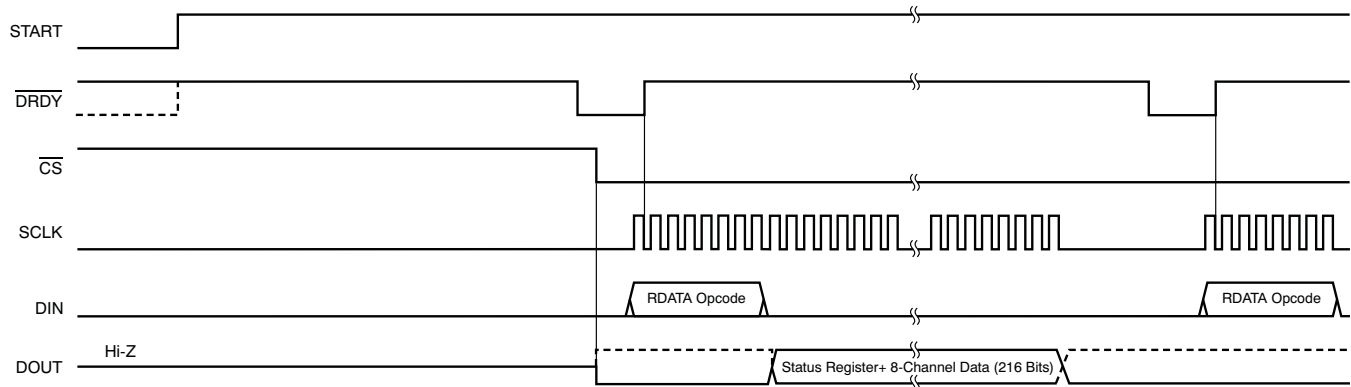 START
DRDY
CS
SCLK
DIN
RDATA Opcode
RDATA Opcode
DOUT
Hi-Z
Status Register+ 8-Channel Data (216 Bits)